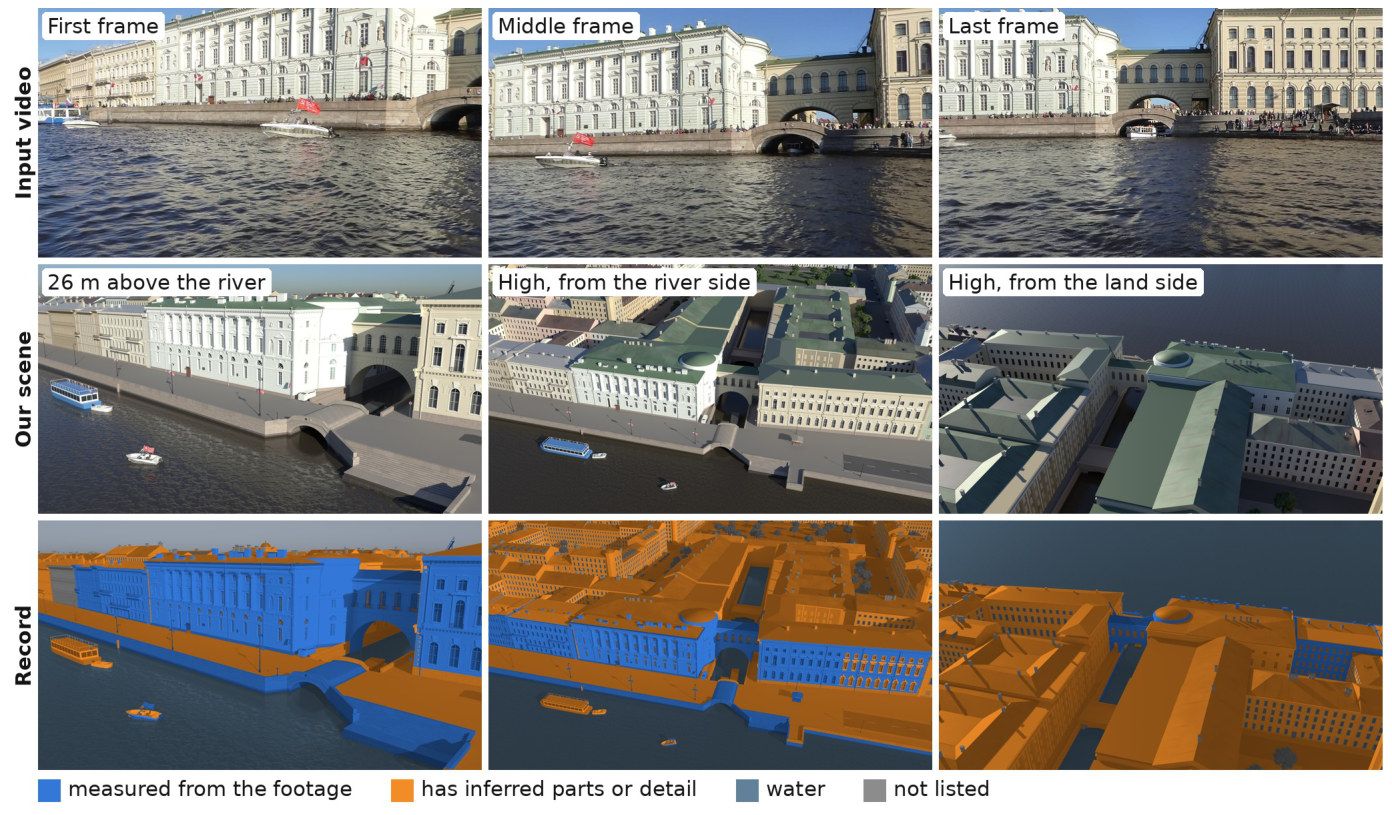 Input video
First frame
Middle frame
Last frame
Our scene
26 m above the river
High, from the river side
High, from the land side
Record
measured from the footage
has inferred parts or detail
water
not listed